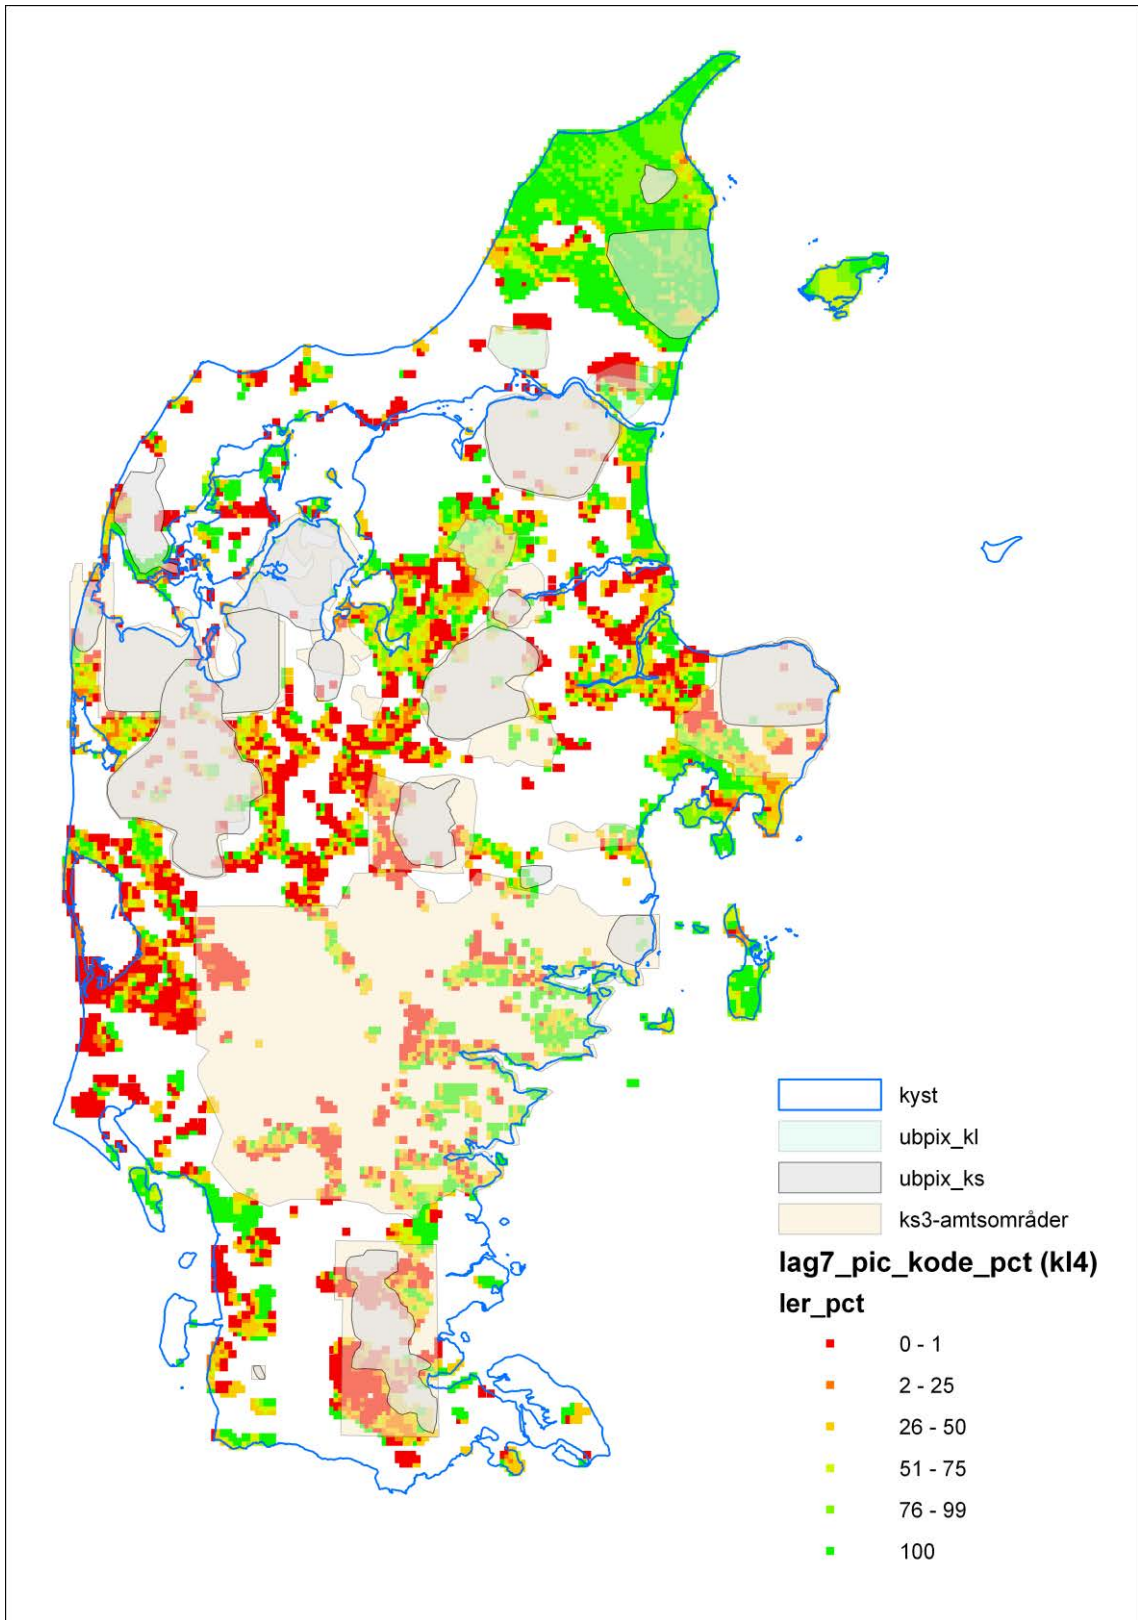 kyst
ubpix_kl
ubpix_ks
ks3-amtsområder
lag7_pic_kode_pct (kl4)
ler_pct
0 - 1
2 - 25
26 - 50
51 - 75
76 - 99
100